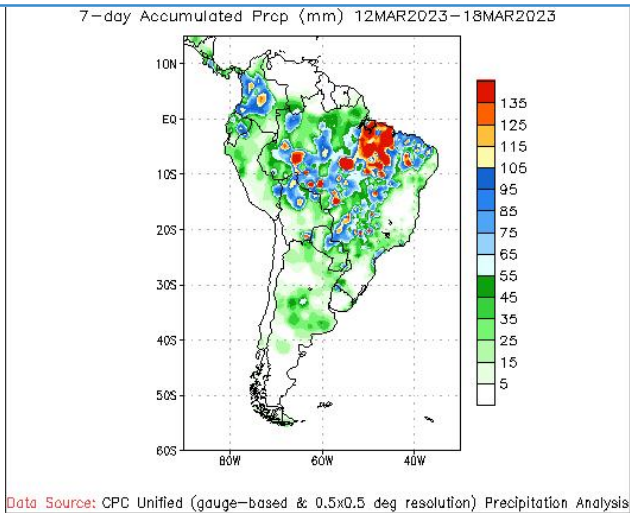 7-day Accumulated Prcp (mm) 12MAR2023-18MAR2023
10N
EQ
10S
20S
30S
40S
50S
60S
80W
60W
40W
135
125
115
105
95
85
75
65
55
45
35
25
15
5
Data Source: CPC Unified (gauge-based & 0.5x0.5 deg resolution) Precipitation Analysis